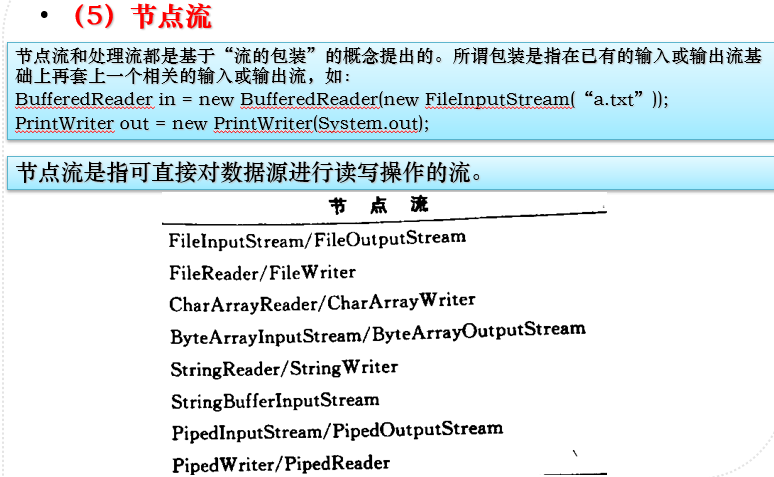 • （5）节点流
节点流和处理流都是基于“流的包装”的概念提出的。所谓包装是指在已有的输入或输出流基
础上再套上一个相关的输入或输出流，如：
BufferedReader in = new BufferedReader(new FileInputStream(“a.txt”));
PrintWriter out = new PrintWriter(System.out);
节点流是指可直接对数据源进行读写操作的流。
节 点 流
FileInputStream/FileOutputStream
FileReader/FileWriter
CharArrayReader/CharArrayWriter
ByteArrayInputStream/ByteArrayOutputStream
StringReader/StringWriter
StringBufferInputStream
PipedInputStream/PipedOutputStream
PipedWriter/PipedReader